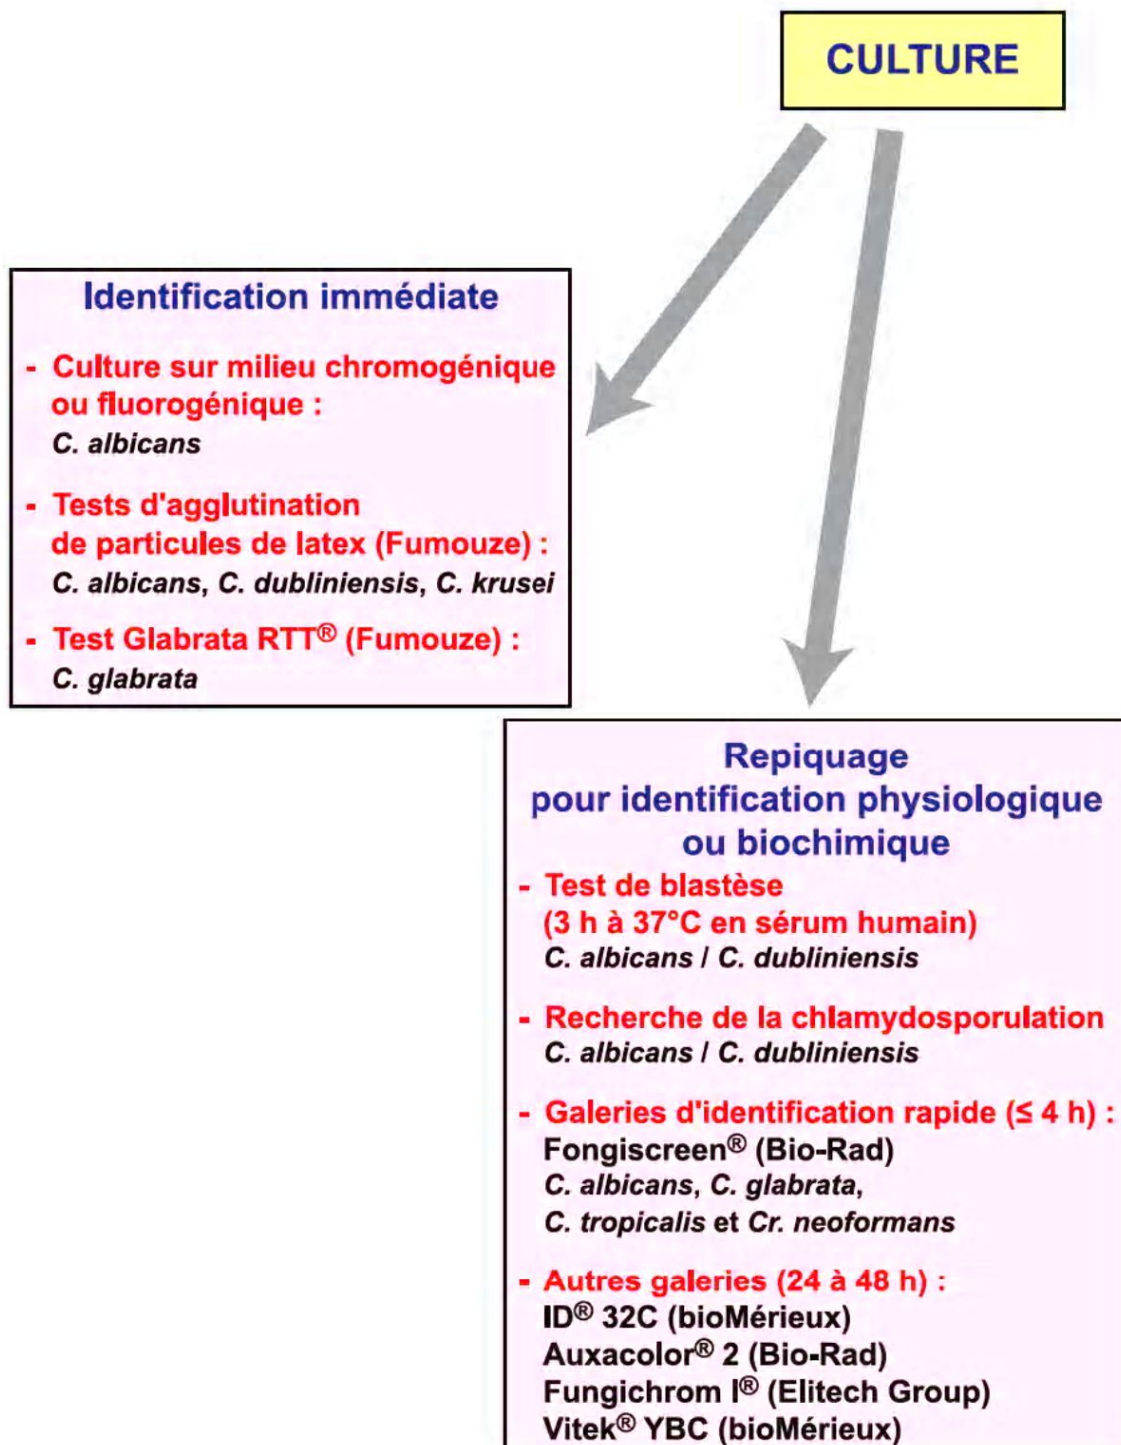 CULTURE
Identification immédiate
- Culture sur milieu chromogénique
ou fluorogénique :
C. albicans
- Tests d'agglutination
de particules de latex (Fumouze) :
C. albicans, C. dubliniensis, C. krusei
- Test Glabrata RTT® (Fumouze) :
C. glabrata
Repiquage
pour identification physiologique
ou biochimique
- Test de blastèse
(3 h à 37°C en sérum humain)
C. albicans / C. dubliniensis
- Recherche de la chlamydosporulation
C. albicans / C. dubliniensis
- Galeries d'identification rapide (≤ 4 h) :
Fongiscreen® (Bio-Rad)
C. albicans, C. glabrata,
C. tropicalis et Cr. neoformans
- Autres galeries (24 à 48 h) :
ID® 32C (bioMérieux)
Auxacolor® 2 (Bio-Rad)
Fungichrom I® (Elitech Group)
Vitek® YBC (bioMérieux)